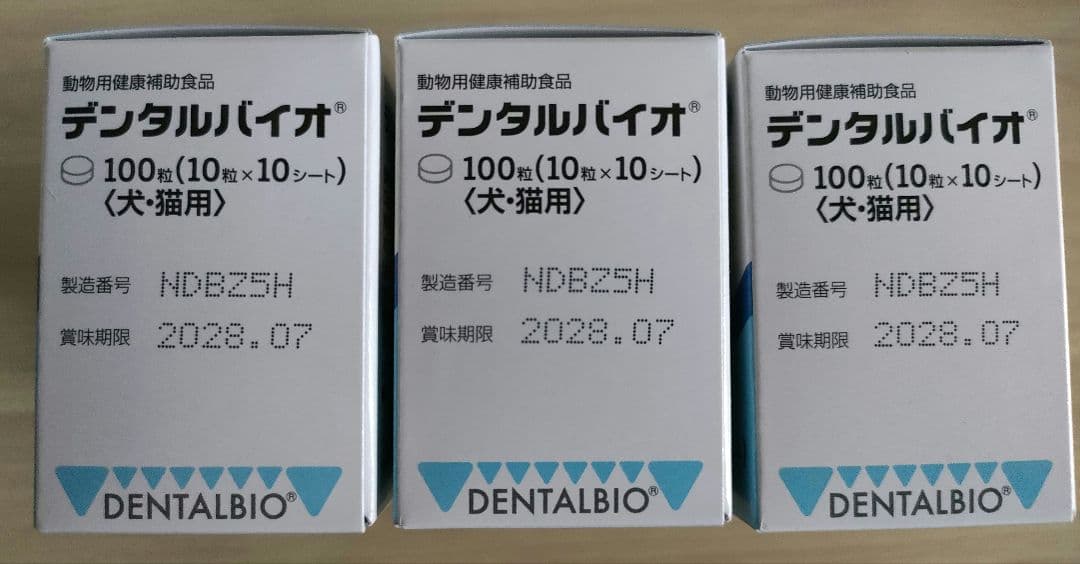 動物用健康補助食品
デンタルバイオ®
100粒(10粒×10シート)
〈犬・猫用〉
製造番号 NDBZ5H
賞味期限 2028.07
DENTALBIO®
動物用健康補助食品
デンタルバイオ®
100粒(10粒×10シート)
〈犬・猫用〉
製造番号 NDBZ5H
賞味期限 2028.07
DENTALBIO®
動物用健康補助食品
デンタルバイオ®
100粒(10粒×10シート)
〈犬・猫用〉
製造番号 NDBZ5H
賞味期限 2028.07
DENTALBIO®